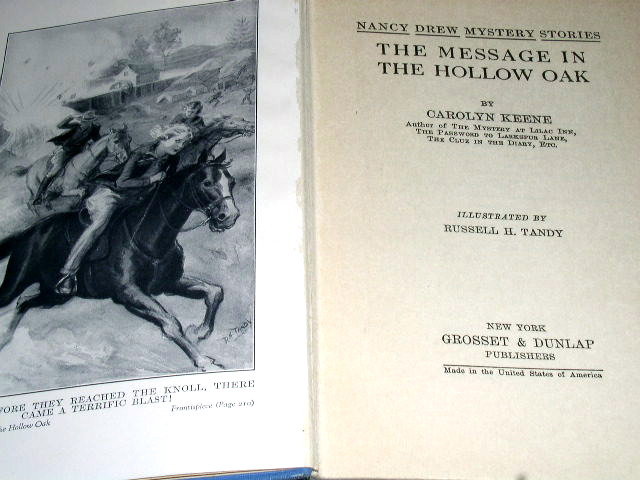 FORE THEY REACHED THE KNOLL, THERE
CAME A TERRIFIC BLAST!
Frontispiece (Page 210)
he Hollow Oak
NANCY DREW MYSTERY STORIES
THE MESSAGE IN
THE HOLLOW OAK
BY
CAROLYN KEENE
Author of The Mystery at Lilac Inn,
The Password to Larkspur Lane,
The Clue in the Diary, Etc.
ILLUSTRATED BY
RUSSELL H. TANDY
NEW YORK
GROSSET & DUNLAP
PUBLISHERS
Made in the United States of America